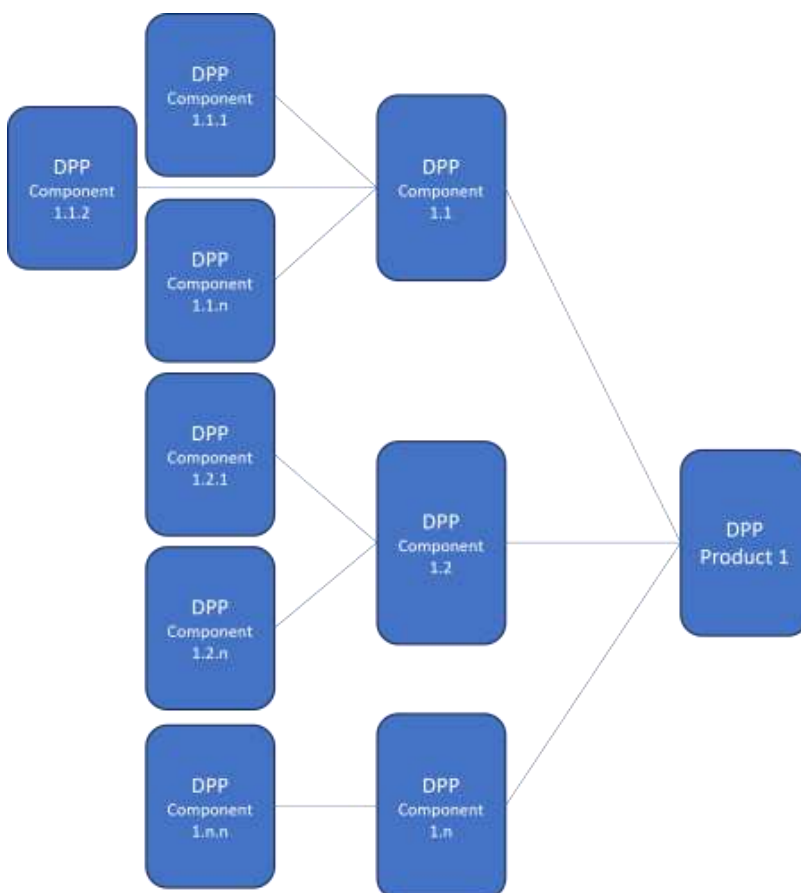 DPP
Component
1.1.1
DPP
Component
1.1.2
DPP
Component
1.1.n
DPP
Component
1.1
DPP
Component
1.2.1
DPP
Component
1.2.n
DPP
Component
1.2
DPP
Component
1.n.n
DPP
Component
1.n
DPP
Product 1